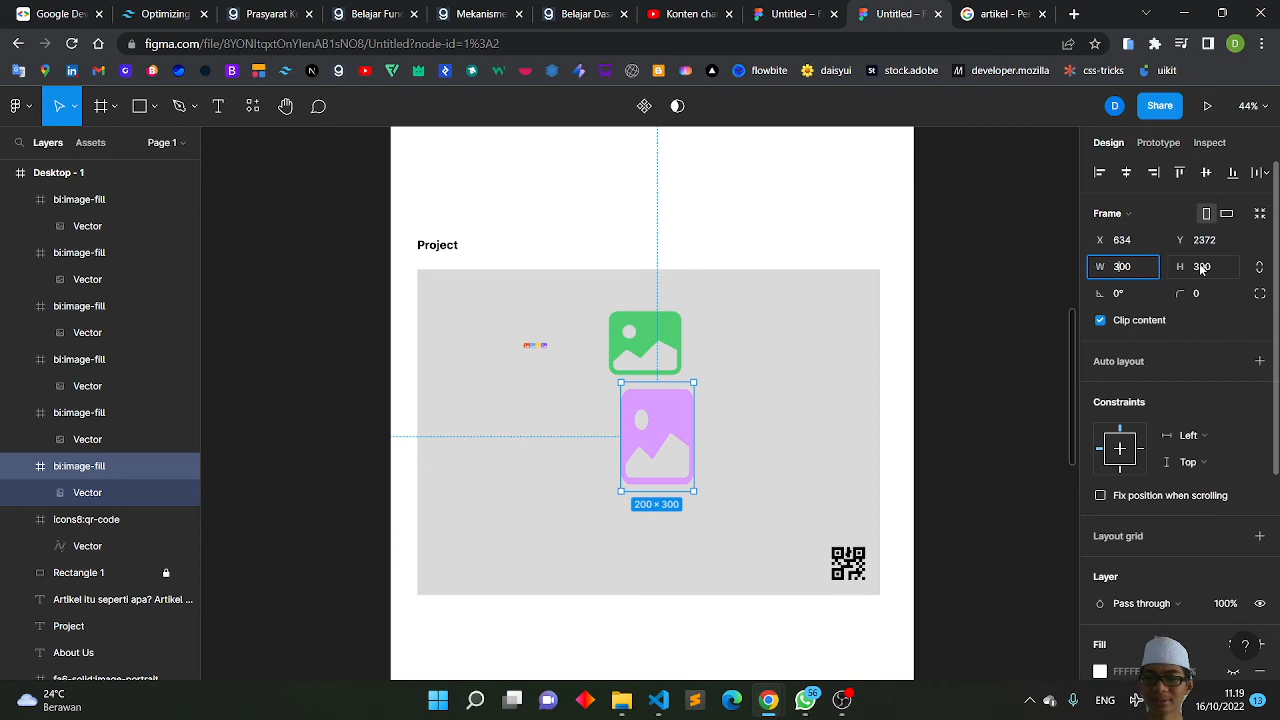 Google Dev
Optimizing
Prasyarat Ke
Belajar Fun
Mekanisme
Belajar Das
Konten cha
Untitled – F
Untitled – F
artikel - Pe
figma.com/file/8YONItqxtOnYlenAB1sNO8/Untitled?node-id=1%3A2
flowbite
daisyui
stock.adobe
developer.mozilla
css-tricks
uikit
D
Share
44%
Layers
Assets
Page 1
Design
Prototype
Inspect
Desktop - 1
bi:image-fill
Vector
bi:image-fill
Vector
bi:image-fill
Vector
bi:image-fill
Vector
bi:image-fill
Vector
bi:image-fill
Vector
Ions8:qr-code
Vector
Rectangle 1
Artikel Itu seperti apa? Artikel ...
Project
About Us
Project
200 × 300
Frame
X 634
Y 2372
W 300
H 300
0°
0
Clip content
Auto layout
Constraints
Left
Top
Fix position when scrolling
Layout grid
Layer
Pass through
100%
Fill
?
24°C
Berawan
56
ENG
11.19
16/10/2022
13